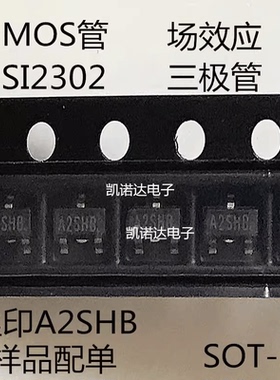 MOS管 场效应
SI2302 三极管
凯诺达电子 凯诺达电子
A2SHB A2SHB A2SHB
印A2SHB
样品配单 SOT-